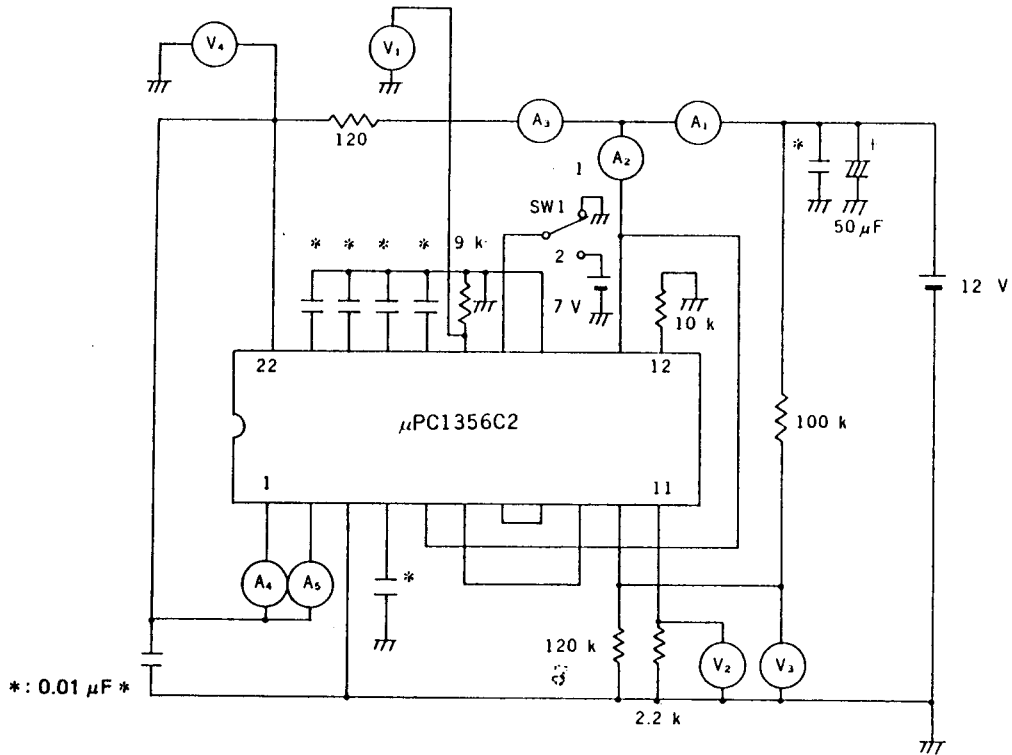 V4
V1
A3
A1
120
1
A2
*
+
SW1
50 μF
* * * * 9 k
2
12 V
7 V
10 k
22
12
μPC1356C2
100 k
1
11
A4
A5
*
120 k
V2
V3
*: 0.01 μF *
2.2 k